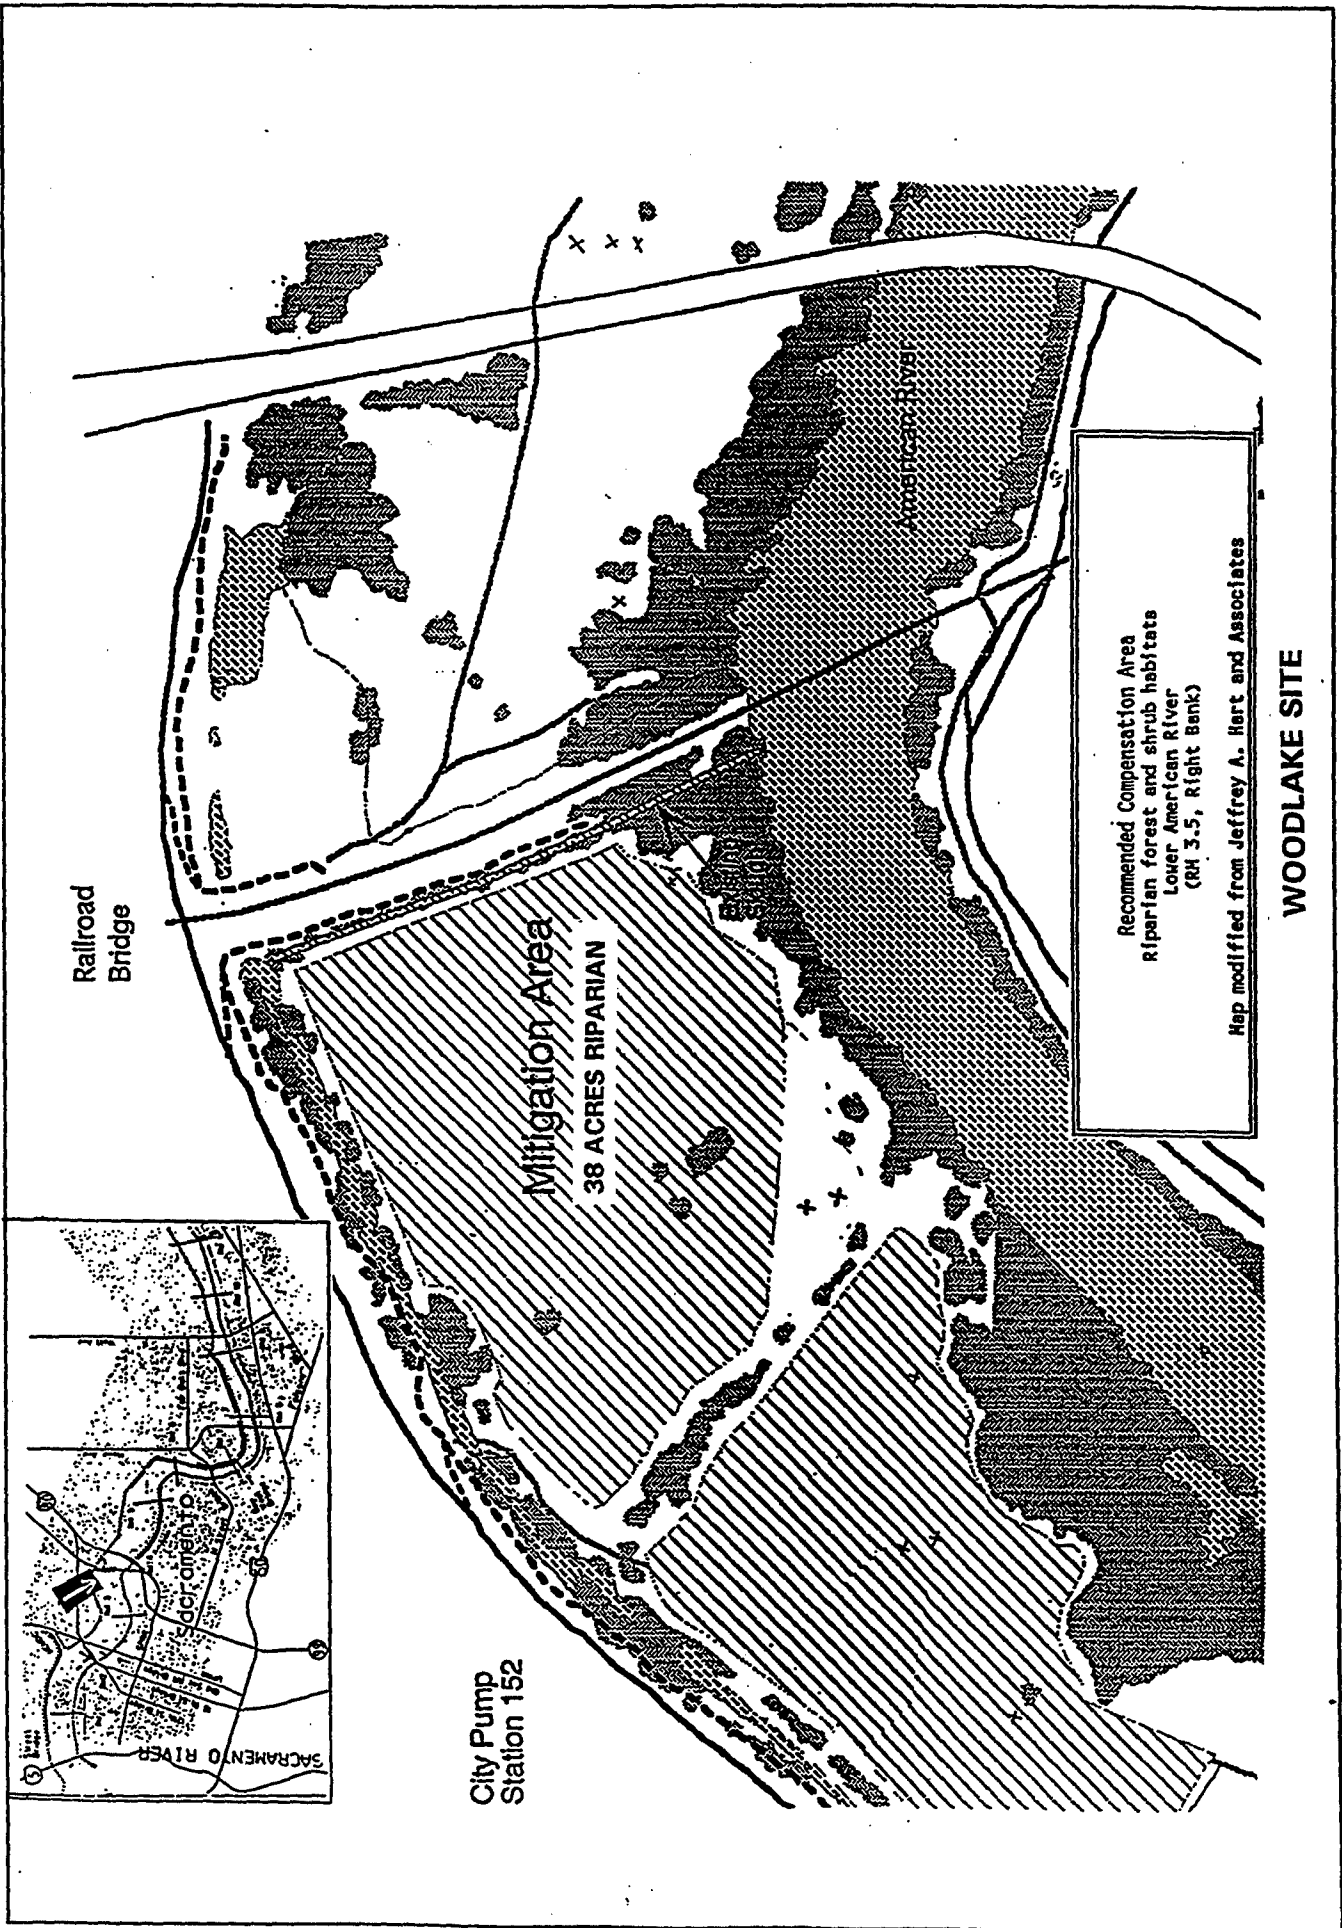 SACRAMENTO RIVER
Sacramento
5
Railroad
Bridge
City Pump
Station 152
Mitigation Area
38 ACRES RIPARIAN
American River
Recommended Compensation Area
Riparian forest and shrub habitats
Lower American River
(RM 3.5, Right Bank)
Map modified from Jeffrey A. Hart and Associates
WOODLAKE SITE